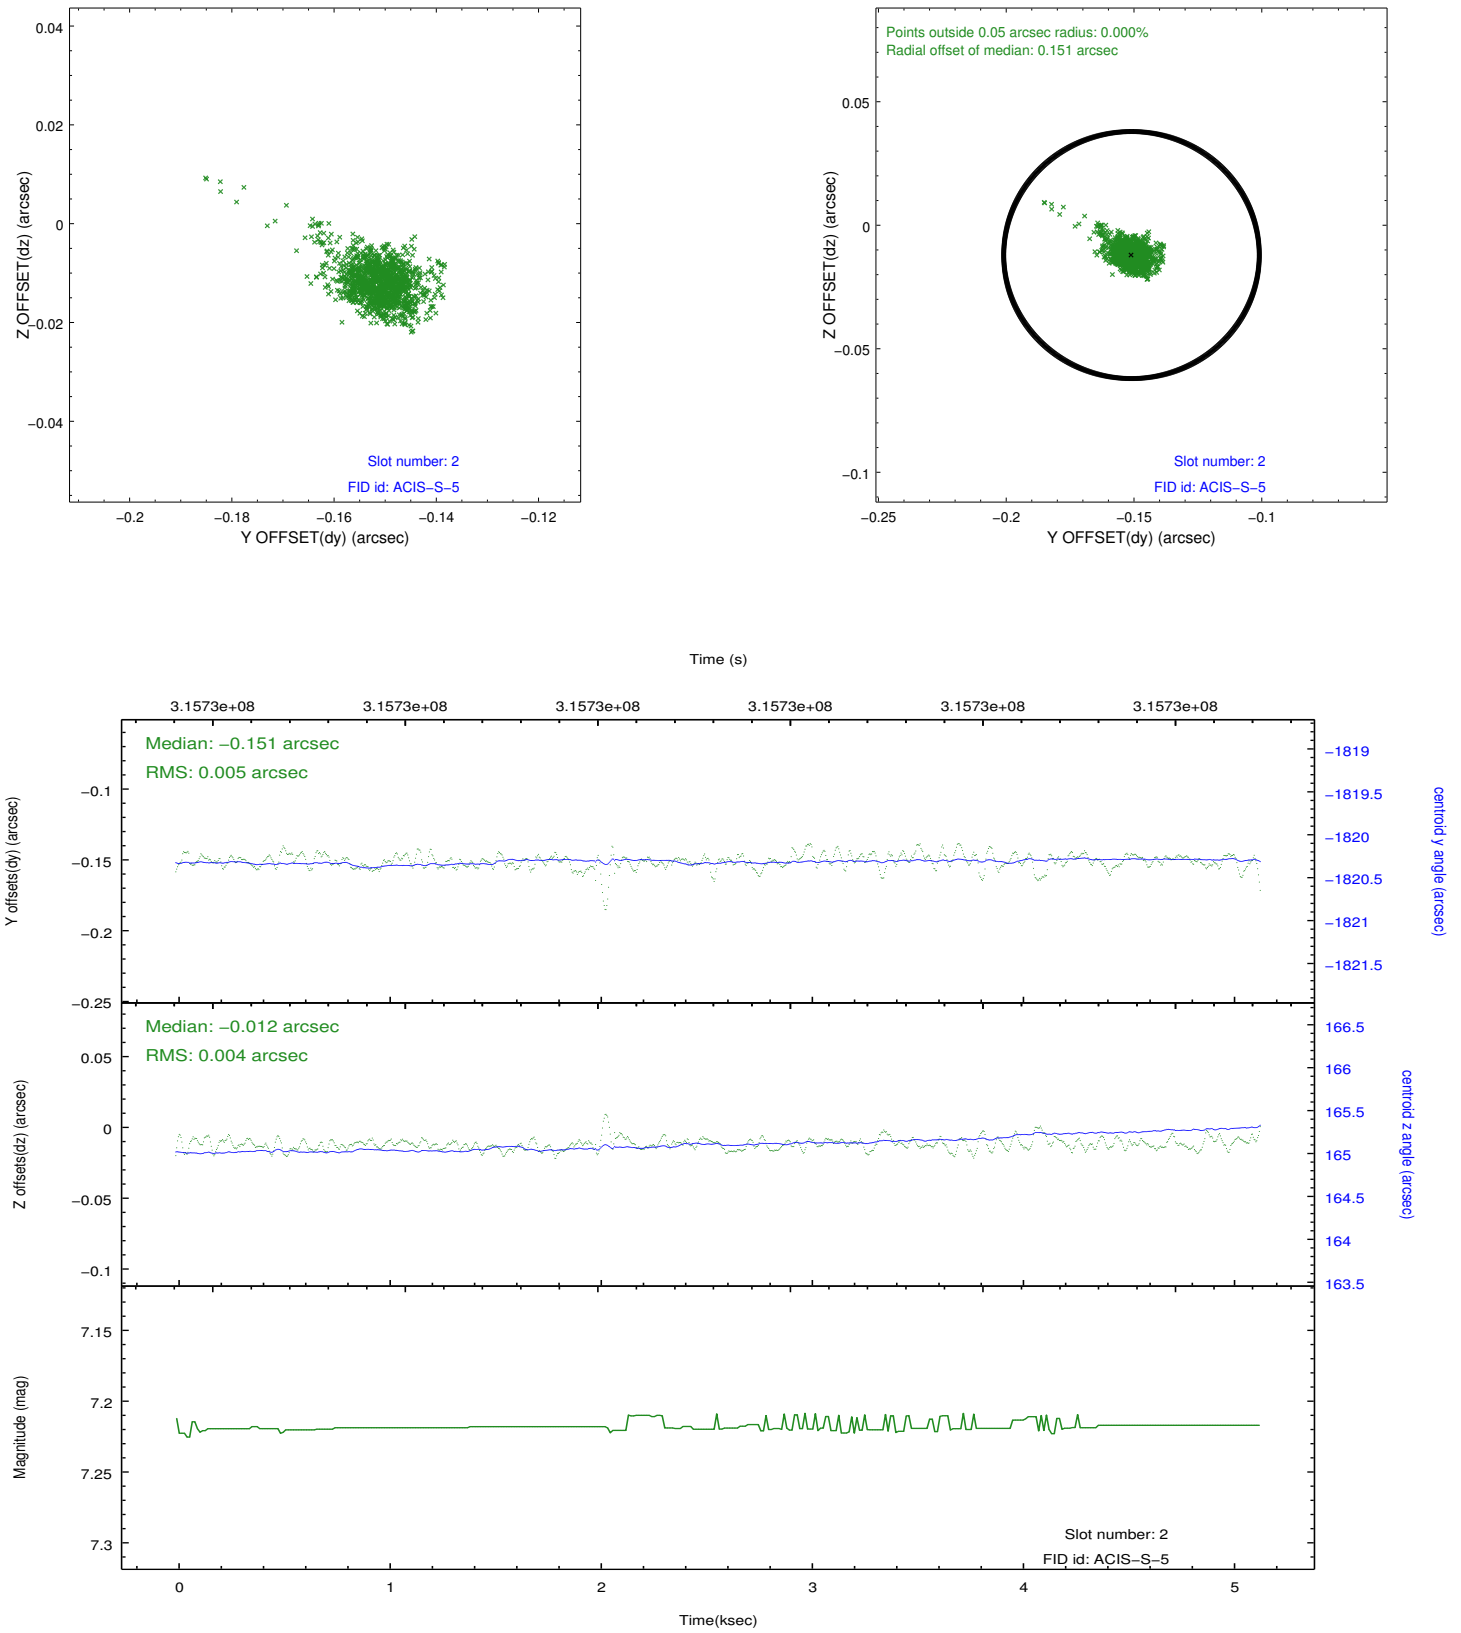 0.04
0.02
0
−0.02
−0.04
Z OFFSET(dz) (arcsec)
−0.2
−0.18
−0.16
−0.14
−0.12
Y OFFSET(dy) (arcsec)
Slot number: 2
FID id: ACIS−S−5
Points outside 0.05 arcsec radius: 0.000%
Radial offset of median: 0.151 arcsec
0.05
0
−0.05
−0.1
Z OFFSET(dz) (arcsec)
−0.25
−0.2
−0.15
−0.1
Y OFFSET(dy) (arcsec)
Slot number: 2
FID id: ACIS−S−5
Time (s)
3.1573e+08
3.1573e+08
3.1573e+08
3.1573e+08
3.1573e+08
3.1573e+08
Median: −0.151 arcsec
RMS: 0.005 arcsec
−0.1
−0.15
−0.2
−0.25
Y offsets(dy) (arcsec)
−1819
−1819.5
−1820
−1820.5
−1821
−1821.5
centroid y angle (arcsec)
Median: −0.012 arcsec
RMS: 0.004 arcsec
0.05
0
−0.05
−0.1
Z offsets(dz) (arcsec)
166.5
166
165.5
165
164.5
164
163.5
centroid z angle (arcsec)
7.15
7.2
7.25
7.3
Magnitude (mag)
Slot number: 2
FID id: ACIS−S−5
0
1
2
3
4
5
Time(ksec)